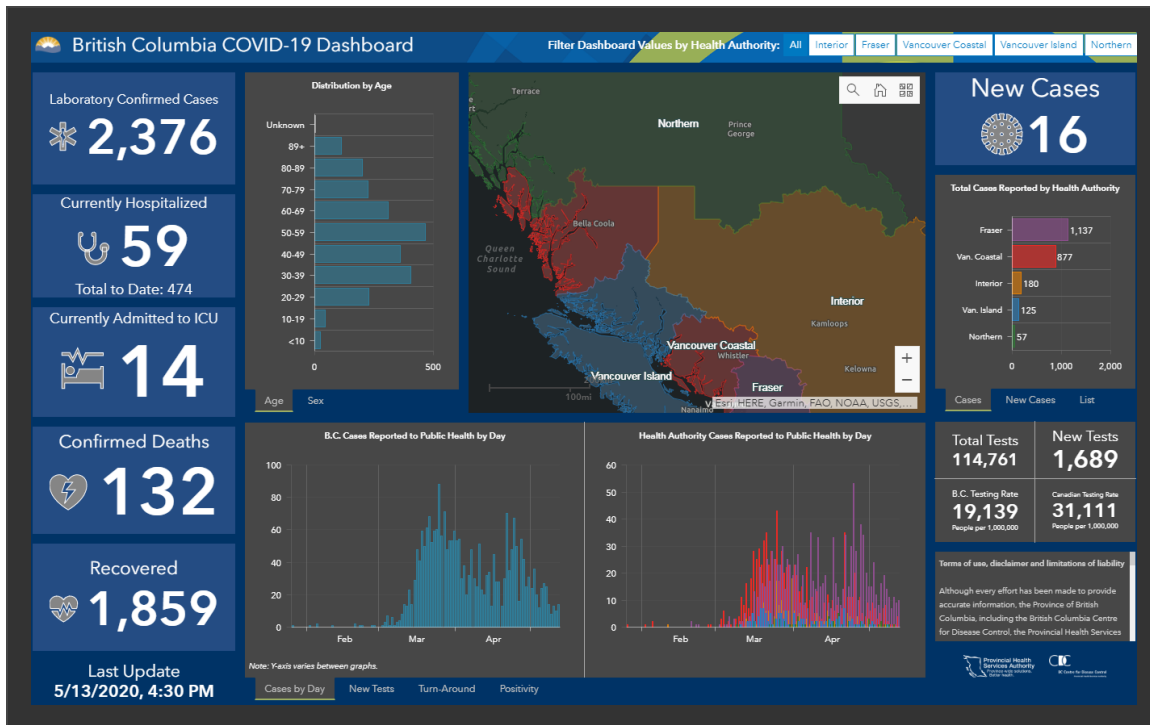 British Columbia COVID-19 Dashboard
Filter Dashboard Values by Health Authority: All Interior Fraser Vancouver Coastal Vancouver Island Northern
Laboratory Confirmed Cases
2,376
Currently Hospitalized
59
Total to Date: 474
Currently Admitted to ICU
14
Confirmed Deaths
132
Recovered
1,859
Last Update
5/13/2020, 4:30 PM
Distribution by Age
Unknown
89+
80-89
70-79
60-69
50-59
40-49
30-39
20-29
10-19
<10
0 500
Age Sex
Terrace
Northern
Prince
George
Bella Coola
Queen
Charlotte
Sound
Interior
Kamloops
Vancouver Coastal
Whistler
Kelowna
Vancouver Island
Fraser
100mi
Nanaimo
Esri, HERE, Garmin, FAO, NOAA, USGS,...
+
−
New Cases
16
Total Cases Reported by Health Authority
Fraser 1,137
Van. Coastal 877
Interior 180
Van. Island 125
Northern 57
0 1,000 2,000
Cases New Cases List
B.C. Cases Reported to Public Health by Day
100
80
60
40
20
0
Feb Mar Apr
Health Authority Cases Reported to Public Health by Day
60
50
40
30
20
10
0
Feb Mar Apr
Note: Y-axis varies between graphs.
Cases by Day New Tests Turn-Around Positivity
Total Tests
114,761
New Tests
1,689
B.C. Testing Rate
19,139
People per 1,000,000
Canadian Testing Rate
31,111
People per 1,000,000
Terms of use, disclaimer and limitations of liability
Although every effort has been made to provide
accurate information, the Province of British
Columbia, including the British Columbia Centre
for Disease Control, the Provincial Health Services
Provincial Health
Services Authority
Province-wide solutions.
Better health.
BC Centre for Disease Control